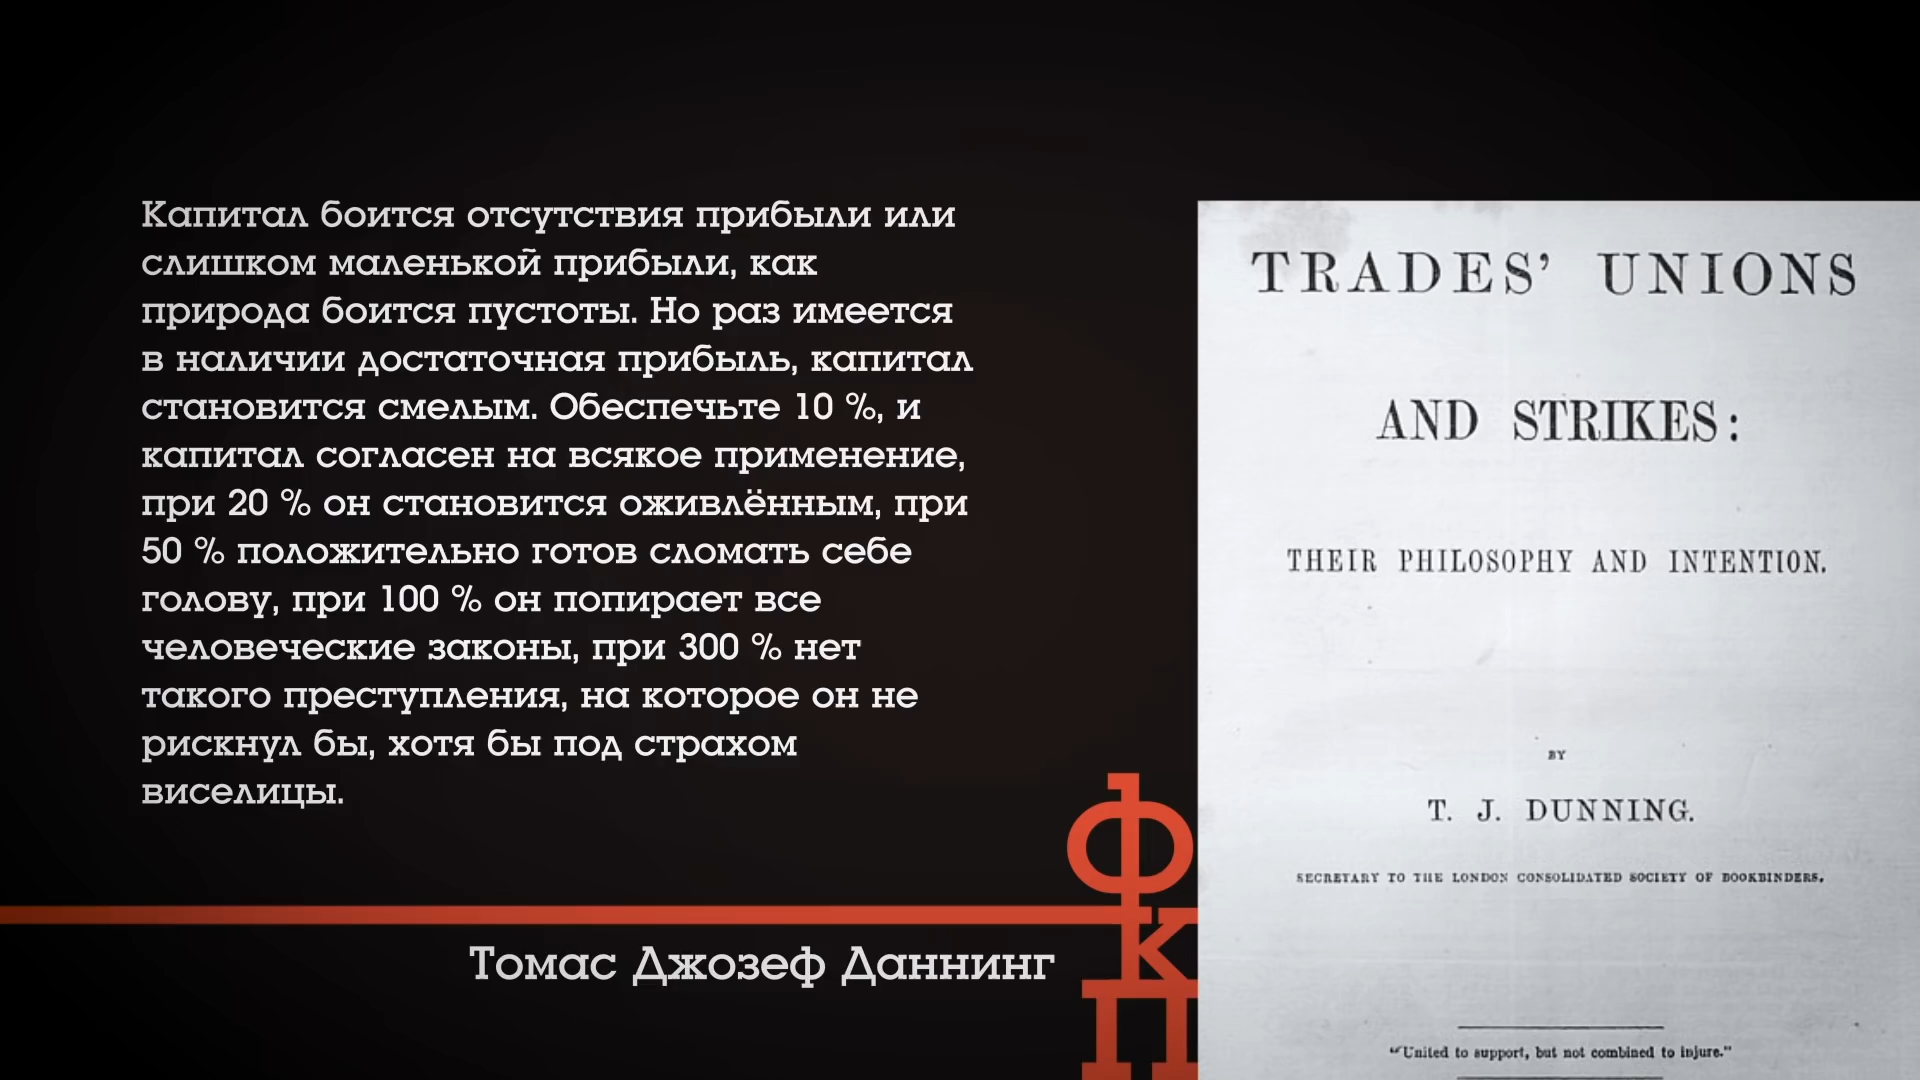 Капитал боится отсутствия прибыли или
слишком маленькой прибыли, как
природа боится пустоты. Но раз имеется
в наличии достаточная прибыль, капитал
становится смелым. Обеспечьте 10 %, и
капитал согласен на всякое применение,
при 20 % он становится оживлённым, при
50 % положительно готов сломать себе
голову, при 100 % он попирает все
человеческие законы, при 300 % нет
такого преступления, на которое он не
рискнул бы, хотя бы под страхом
виселицы.
Томас Джозеф Даннинг
ф
к
п
TRADES' UNIONS
AND STRIKES:
THEIR PHILOSOPHY AND INTENTION.
BY
T. J. DUNNING.
SECRETARY TO THE LONDON CONSOLIDATED SOCIETY OF BOOKBINDERS.
"United to support, but not combined to injure."